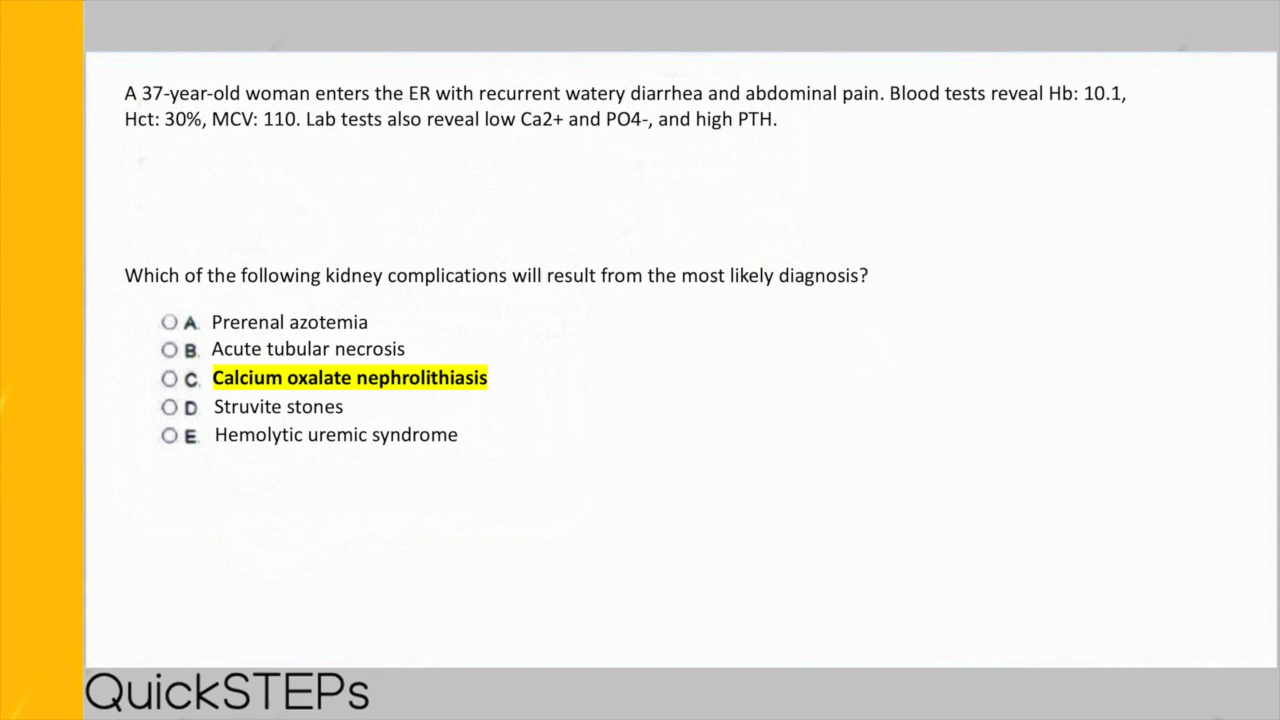 A 37-year-old woman enters the ER with recurrent watery diarrhea and abdominal pain. Blood tests reveal Hb: 10.1,
Hct: 30%, MCV: 110. Lab tests also reveal low Ca2+ and PO4-, and high PTH.
Which of the following kidney complications will result from the most likely diagnosis?
A. Prerenal azotemia
B. Acute tubular necrosis
C. Calcium oxalate nephrolithiasis
D. Struvite stones
E. Hemolytic uremic syndrome
QuickSTEPs